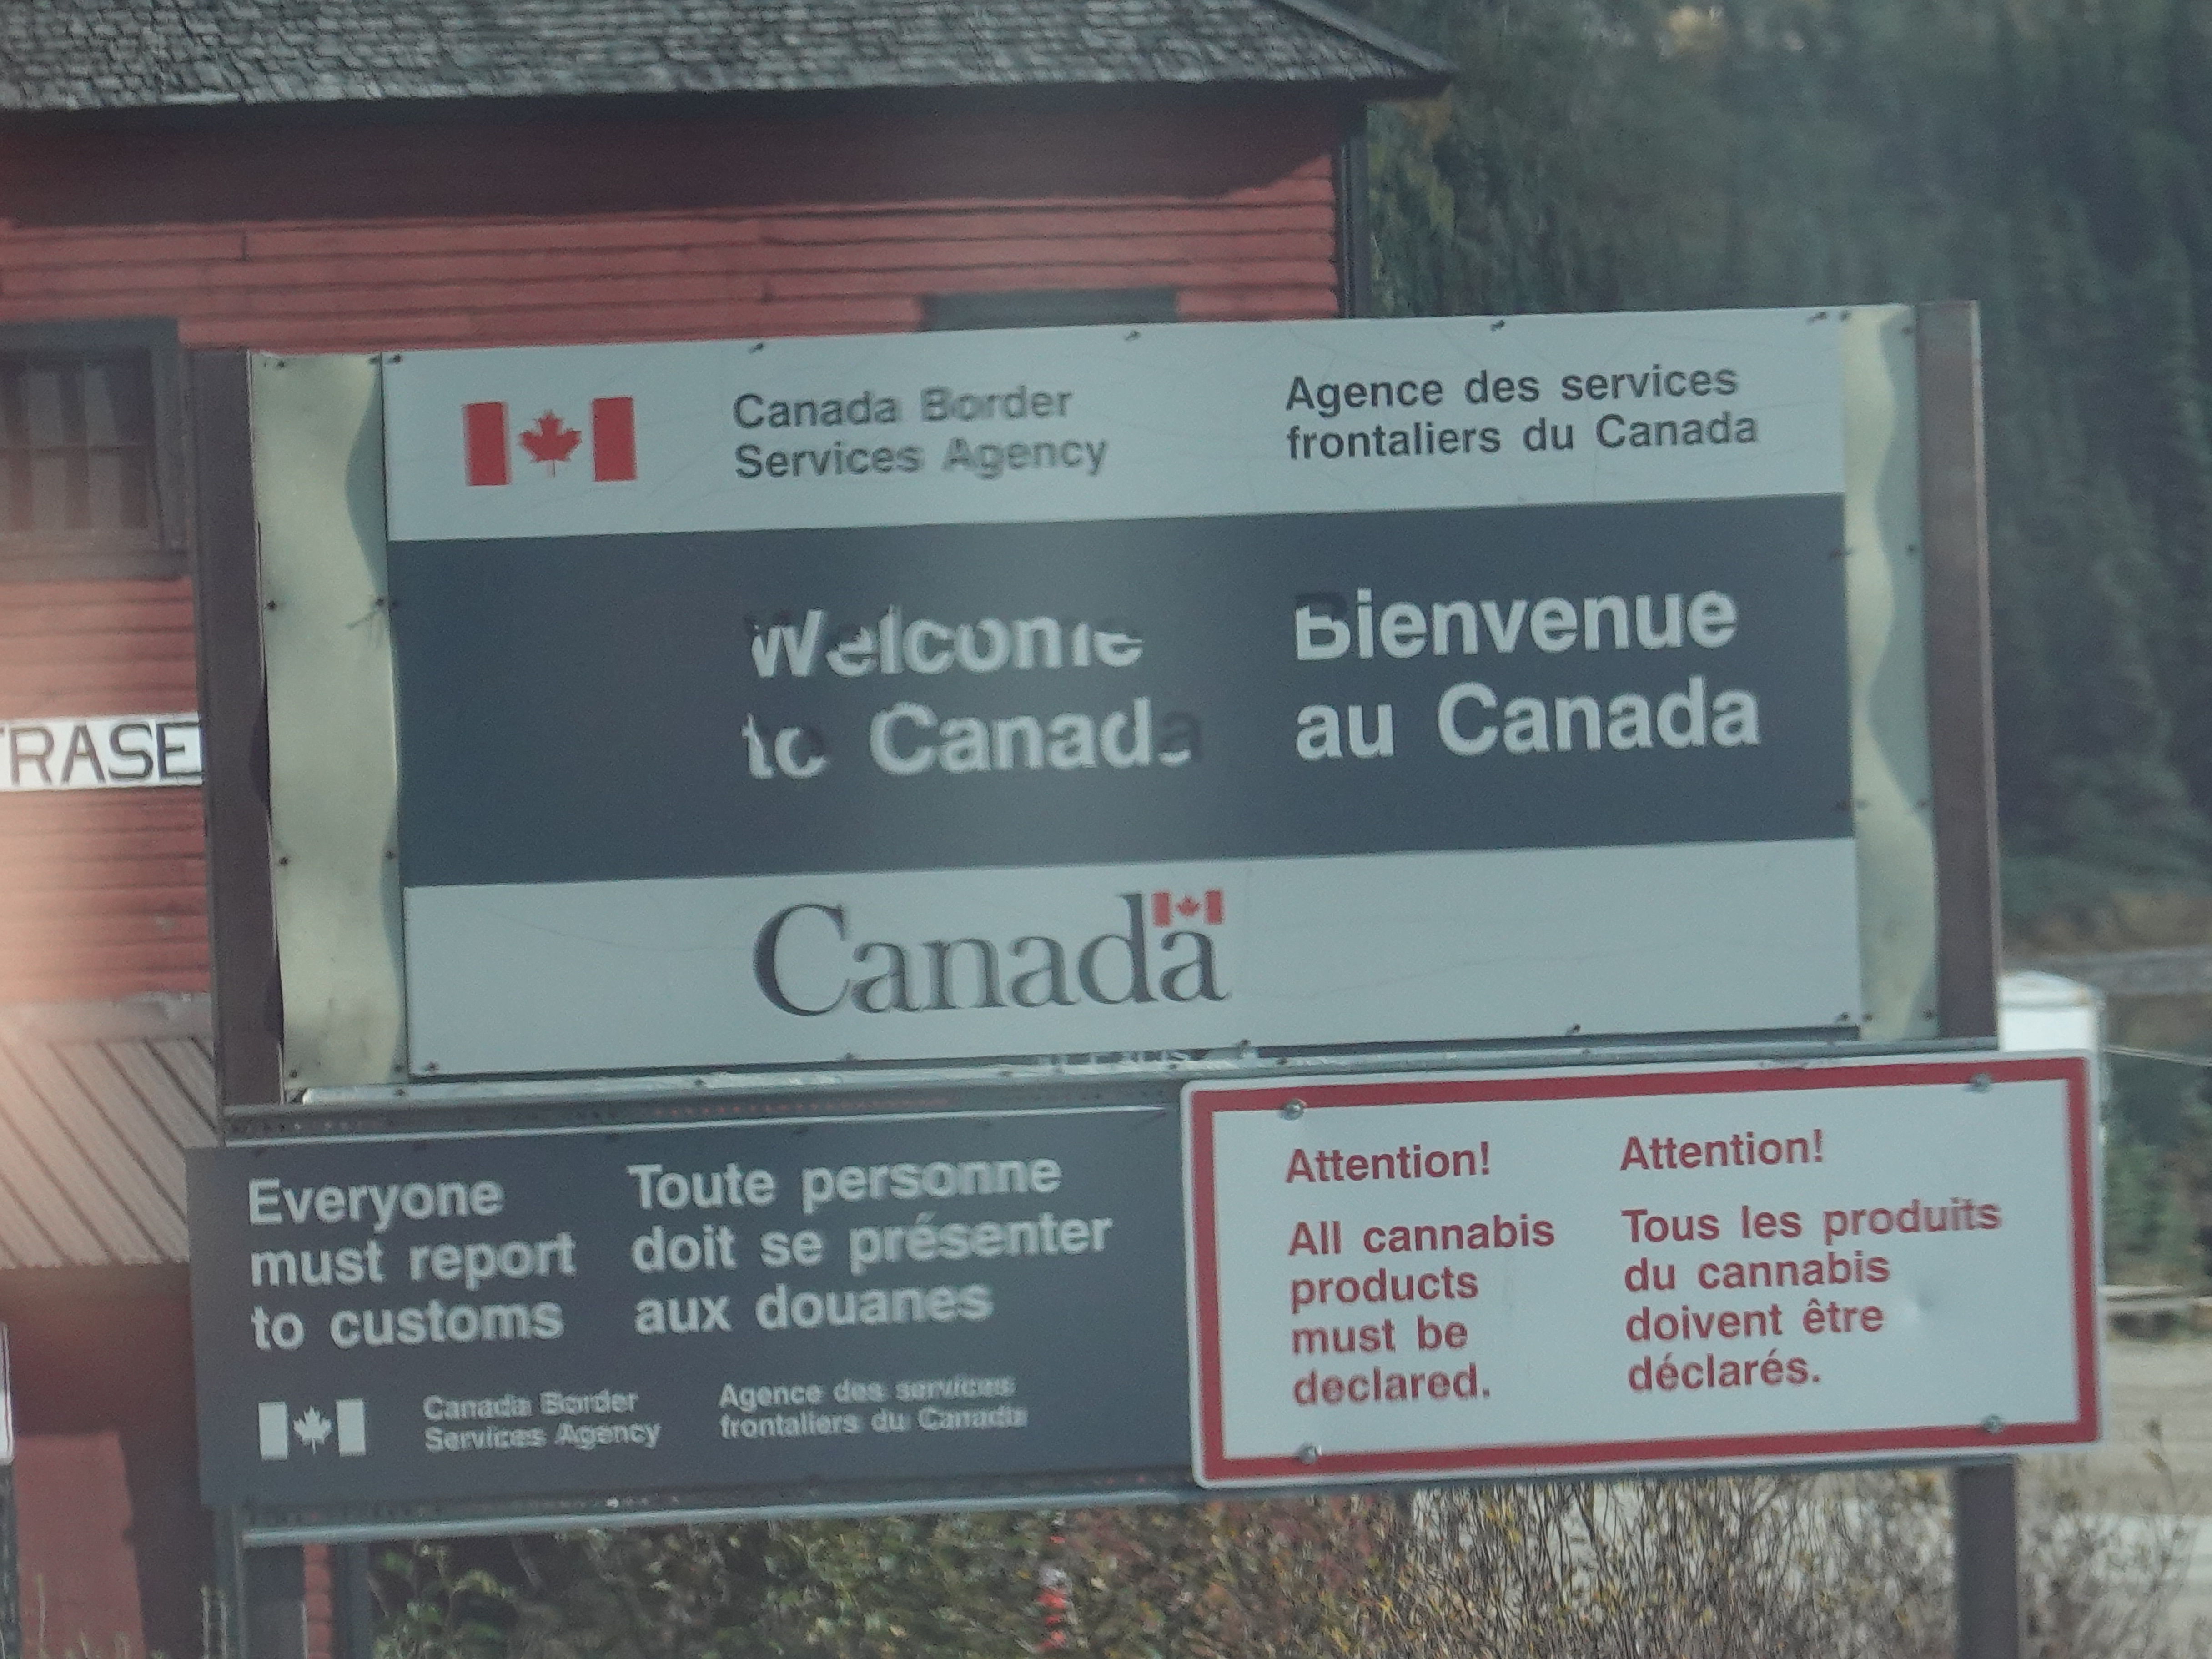 Canada Border
Services Agency
Agence des services
frontaliers du Canada
Welcome
to Canada
Bienvenue
au Canada
Canada
RASE
Everyone
must report
to customs
Toute personne
doit se présenter
aux douanes
Canada Border
Services Agency
Agence des services
frontaliers du Canada
Attention!
All cannabis
products
must be
declared.
Attention!
Tous les produits
du cannabis
doivent être
déclarés.